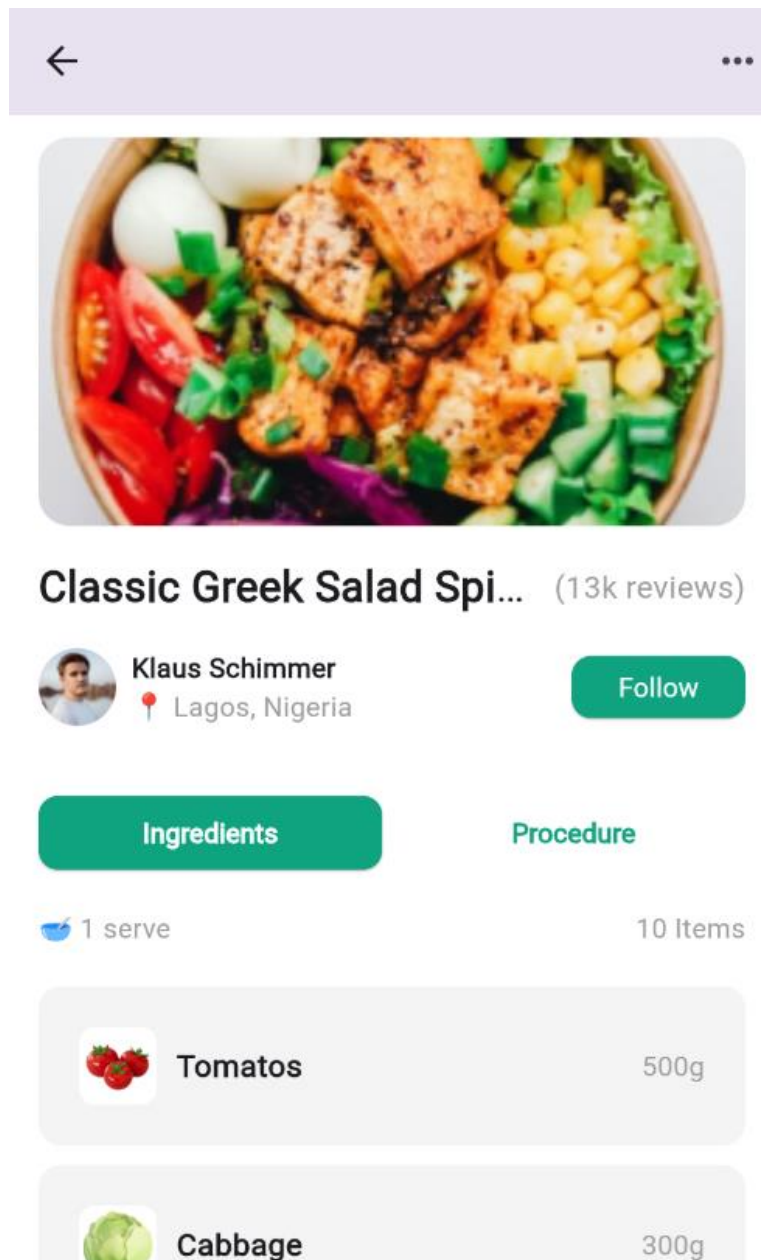 Classic Greek Salad Spi... (13k reviews)
Klaus Schimmer
Lagos, Nigeria
Follow
Ingredients Procedure
1 serve 10 Items
Tomatos 500g
Cabbage 300g